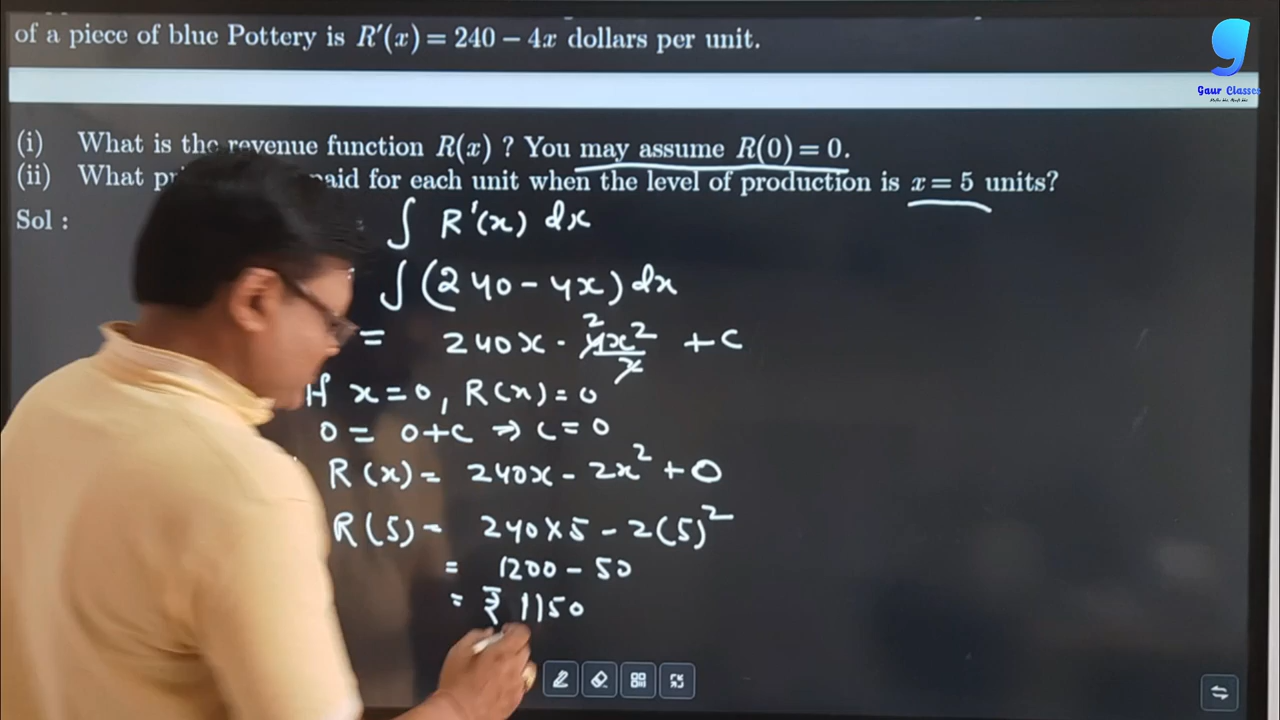 of a piece of blue Pottery is R′(x) = 240 − 4x dollars per unit.
g
Gaur Classes
(i) What is the revenue function R(x) ? You may assume R(0) = 0.
(ii) What paid for each unit when the level of production is x = 5 units?
Sol :
∫ R'(x) dx
∫ (240 - 4x) dx
= 240x - 4x²/2 2 + c
If x = 0, R(x) = 0
0 = 0 + c ⇒ c = 0
R(x) = 240x - 2x² + 0
R(5) = 240×5 - 2(5)²
= 1200 - 50
= ₹ 1150